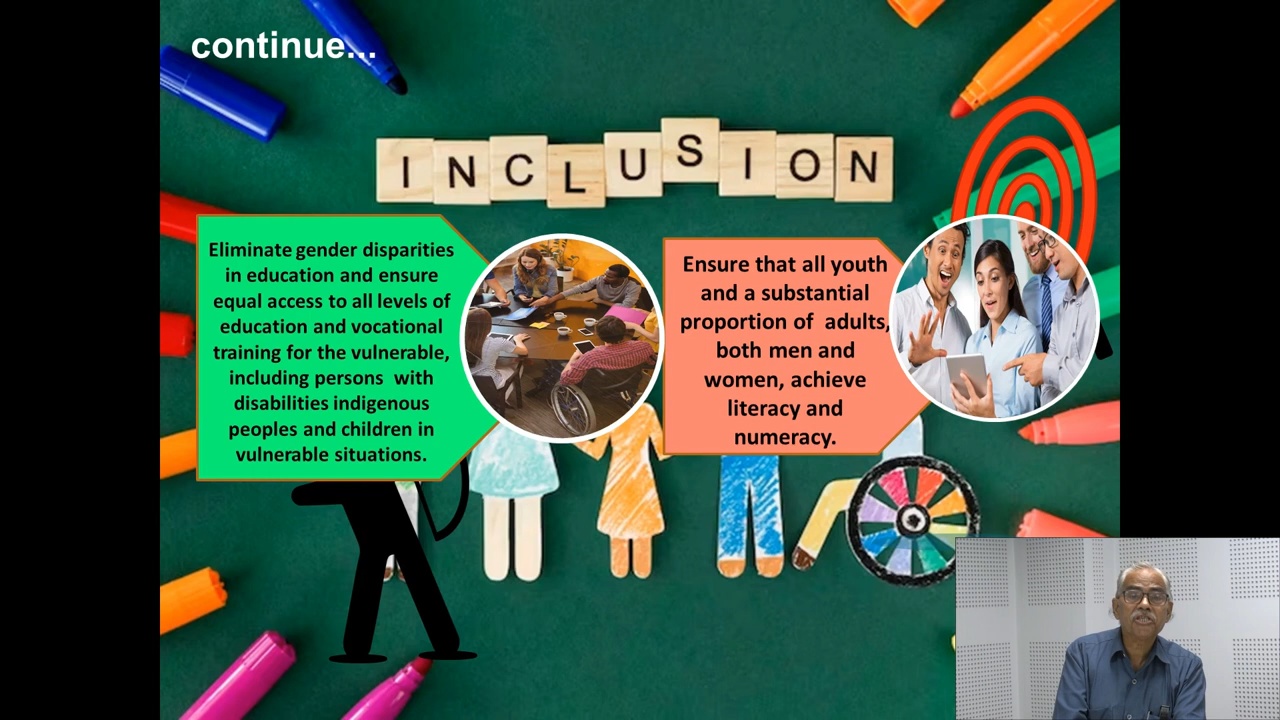 continue...
INCLUSION
Eliminate gender disparities
in education and ensure
equal access to all levels of
education and vocational
training for the vulnerable,
including persons with
disabilities indigenous
peoples and children in
vulnerable situations.
Ensure that all youth
and a substantial
proportion of adults,
both men and
women, achieve
literacy and
numeracy.